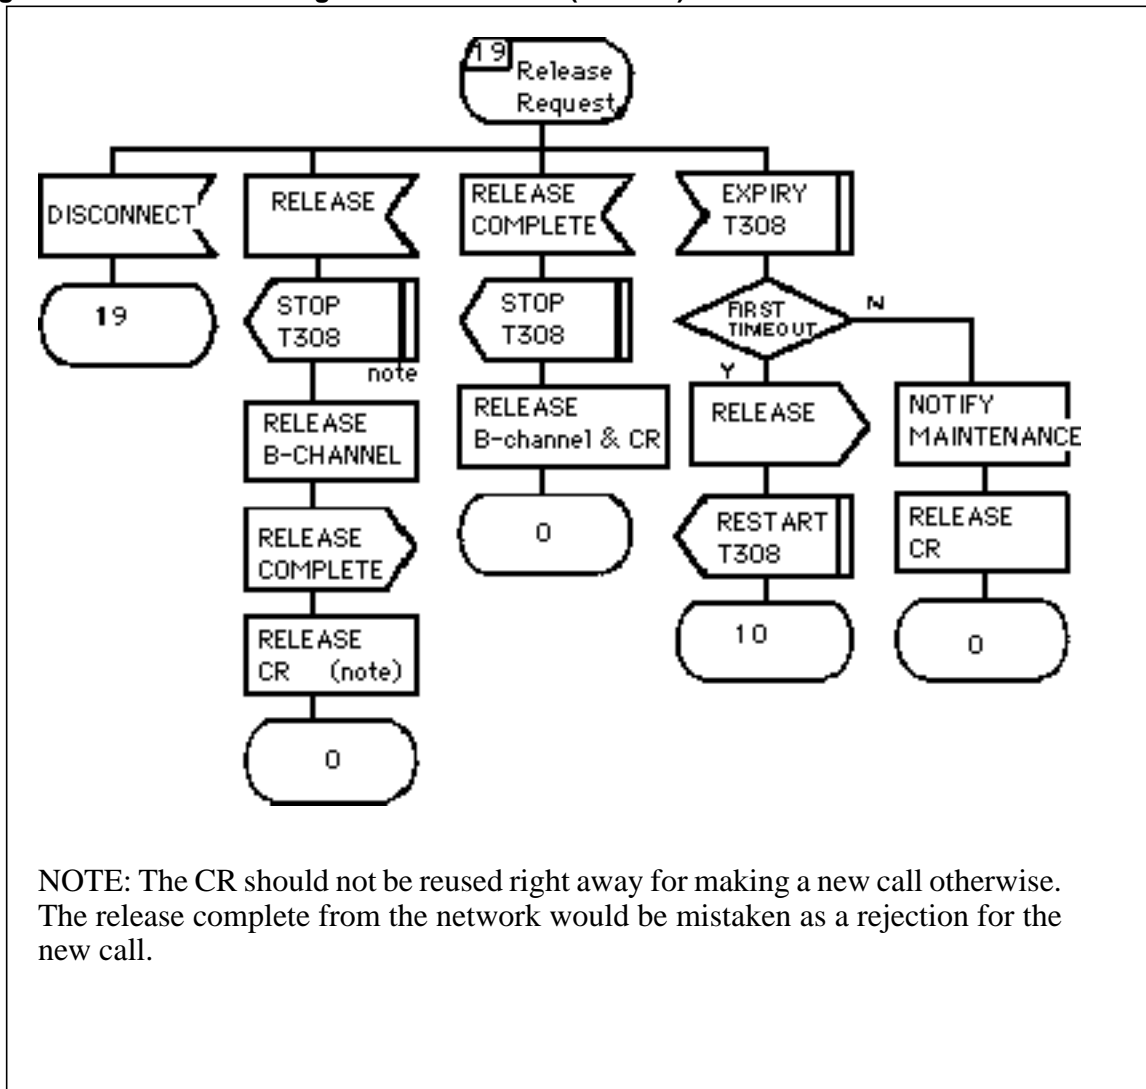 19
Release
Request
DISCONNECT
19
RELEASE
STOP
T308
note
RELEASE
B-CHANNEL
RELEASE
COMPLETE
RELEASE
CR (note)
0
RELEASE
COMPLETE
STOP
T308
RELEASE
B-channel & CR
0
EXPIRY
T308
FIRST
TIMEOUT
N
Y
RELEASE
RESTART
T308
10
NOTIFY
MAINTENANCE
RELEASE
CR
0
NOTE: The CR should not be reused right away for making a new call otherwise.
The release complete from the network would be mistaken as a rejection for the
new call.